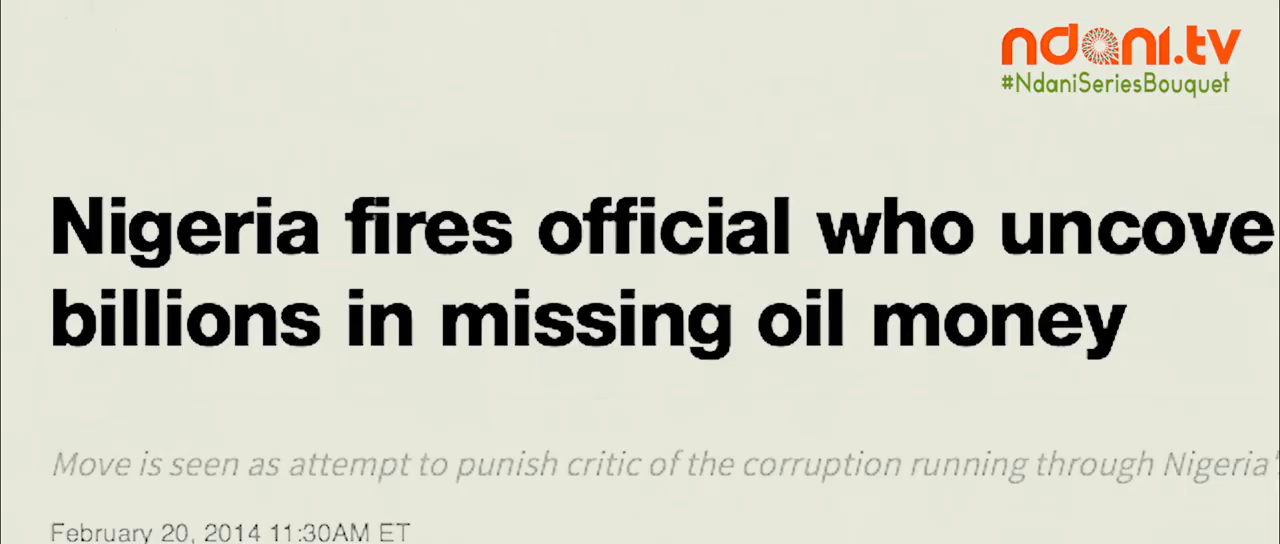 ndani.tv
#NdaniSeriesBouquet
Nigeria fires official who uncove
billions in missing oil money
Move is seen as attempt to punish critic of the corruption running through Nigeria'
February 20, 2014 11:30AM ET